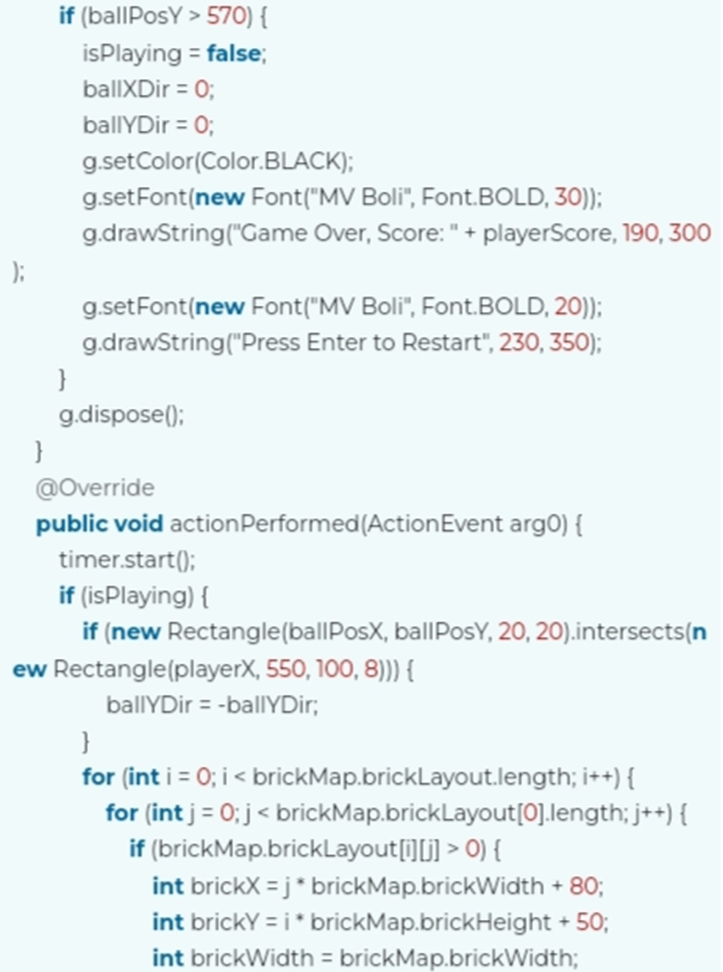 if (ballPosY > 570) {
isPlaying = false;
ballXDir = 0;
ballYDir = 0;
g.setColor(Color.BLACK);
g.setFont(new Font("MV Boli", Font.BOLD, 30));
g.drawString("Game Over, Score: " + playerScore, 190, 300
);
g.setFont(new Font("MV Boli", Font.BOLD, 20));
g.drawString("Press Enter to Restart", 230, 350);
}
g.dispose();
}
@Override
public void actionPerformed(ActionEvent arg0) {
timer.start();
if (isPlaying) {
if (new Rectangle(ballPosX, ballPosY, 20, 20).intersects(n
ew Rectangle(playerX, 550, 100, 8))) {
ballYDir = -ballYDir;
}
for (int i = 0; i < brickMap.brickLayout.length; i++) {
for (int j = 0; j < brickMap.brickLayout[0].length; j++) {
if (brickMap.brickLayout[i][j] > 0) {
int brickX = j * brickMap.brickWidth + 80;
int brickY = i * brickMap.brickHeight + 50;
int brickWidth = brickMap.brickWidth;